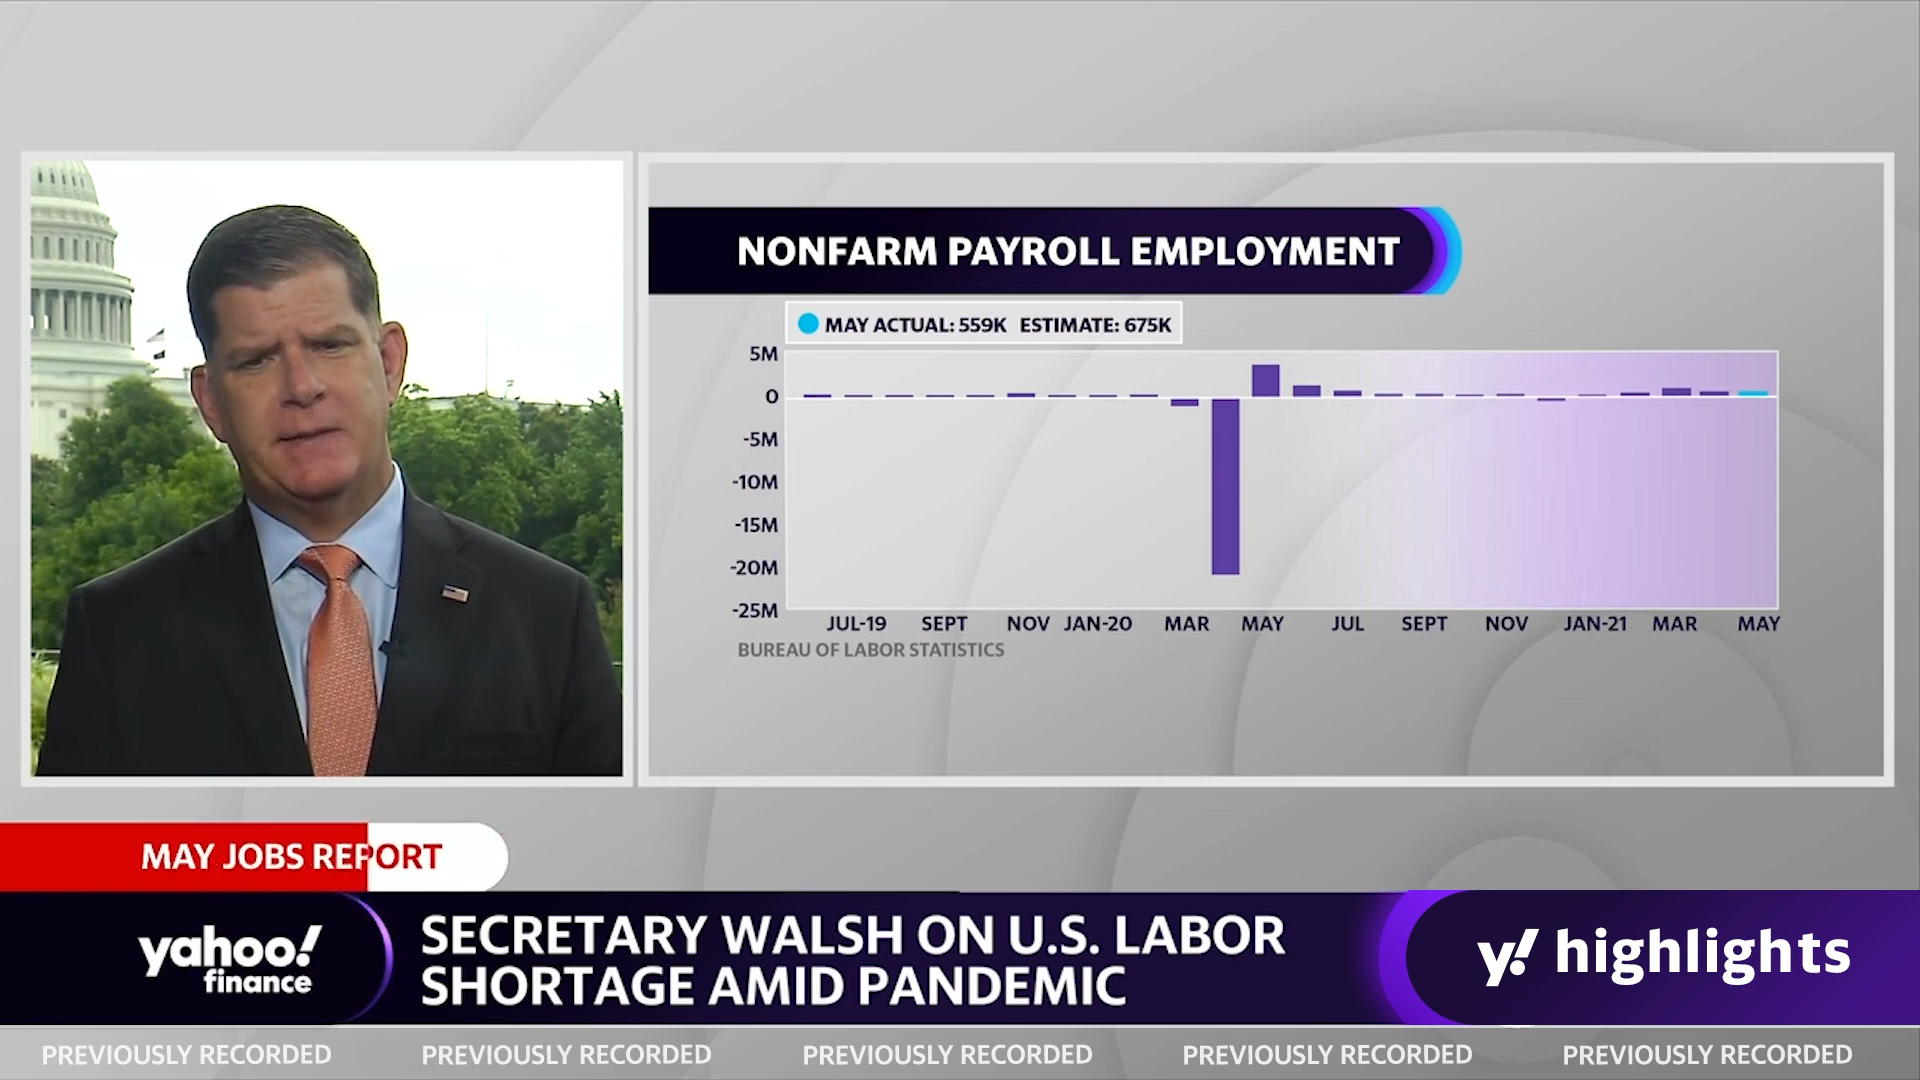 NONFARM PAYROLL EMPLOYMENT
MAY ACTUAL: 559K ESTIMATE: 675K
5M
0
-5M
-10M
-15M
-20M
-25M
JUL-19 SEPT NOV JAN-20 MAR MAY JUL SEPT NOV JAN-21 MAR MAY
BUREAU OF LABOR STATISTICS
MAY JOBS REPORT
yahoo!
finance
SECRETARY WALSH ON U.S. LABOR
SHORTAGE AMID PANDEMIC
y! highlights
PREVIOUSLY RECORDED PREVIOUSLY RECORDED PREVIOUSLY RECORDED PREVIOUSLY RECORDED PREVIOUSLY RECORDED